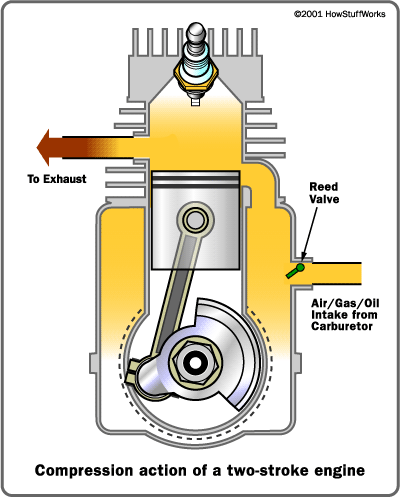 ©2001 HowStuffWorks
To Exhaust
Reed
Valve
Air/Gas/Oil
Intake from
Carburetor
Compression action of a two-stroke engine